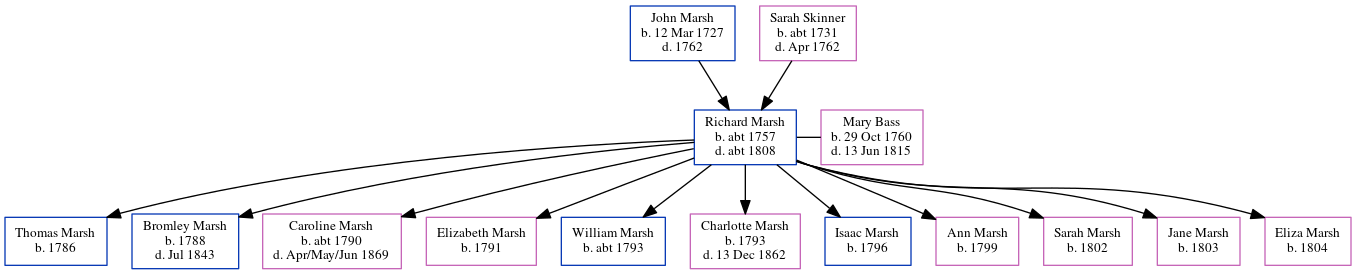 John Marsh
b. 12 Mar 1727
d. 1762
Sarah Skinner
b. abt 1731
d. Apr 1762
Richard Marsh
b. abt 1757
d. abt 1808
Mary Bass
b. 29 Oct 1760
d. 13 Jun 1815
Thomas Marsh
b. 1786
Bromley Marsh
b. 1788
d. Jul 1843
Caroline Marsh
b. abt 1790
d. Apr/May/Jun 1869
Elizabeth Marsh
b. 1791
William Marsh
b. abt 1793
Charlotte Marsh
b. 1793
d. 13 Dec 1862
Isaac Marsh
b. 1796
Ann Marsh
b. 1799
Sarah Marsh
b. 1802
Jane Marsh
b. 1803
Eliza Marsh
b. 1804